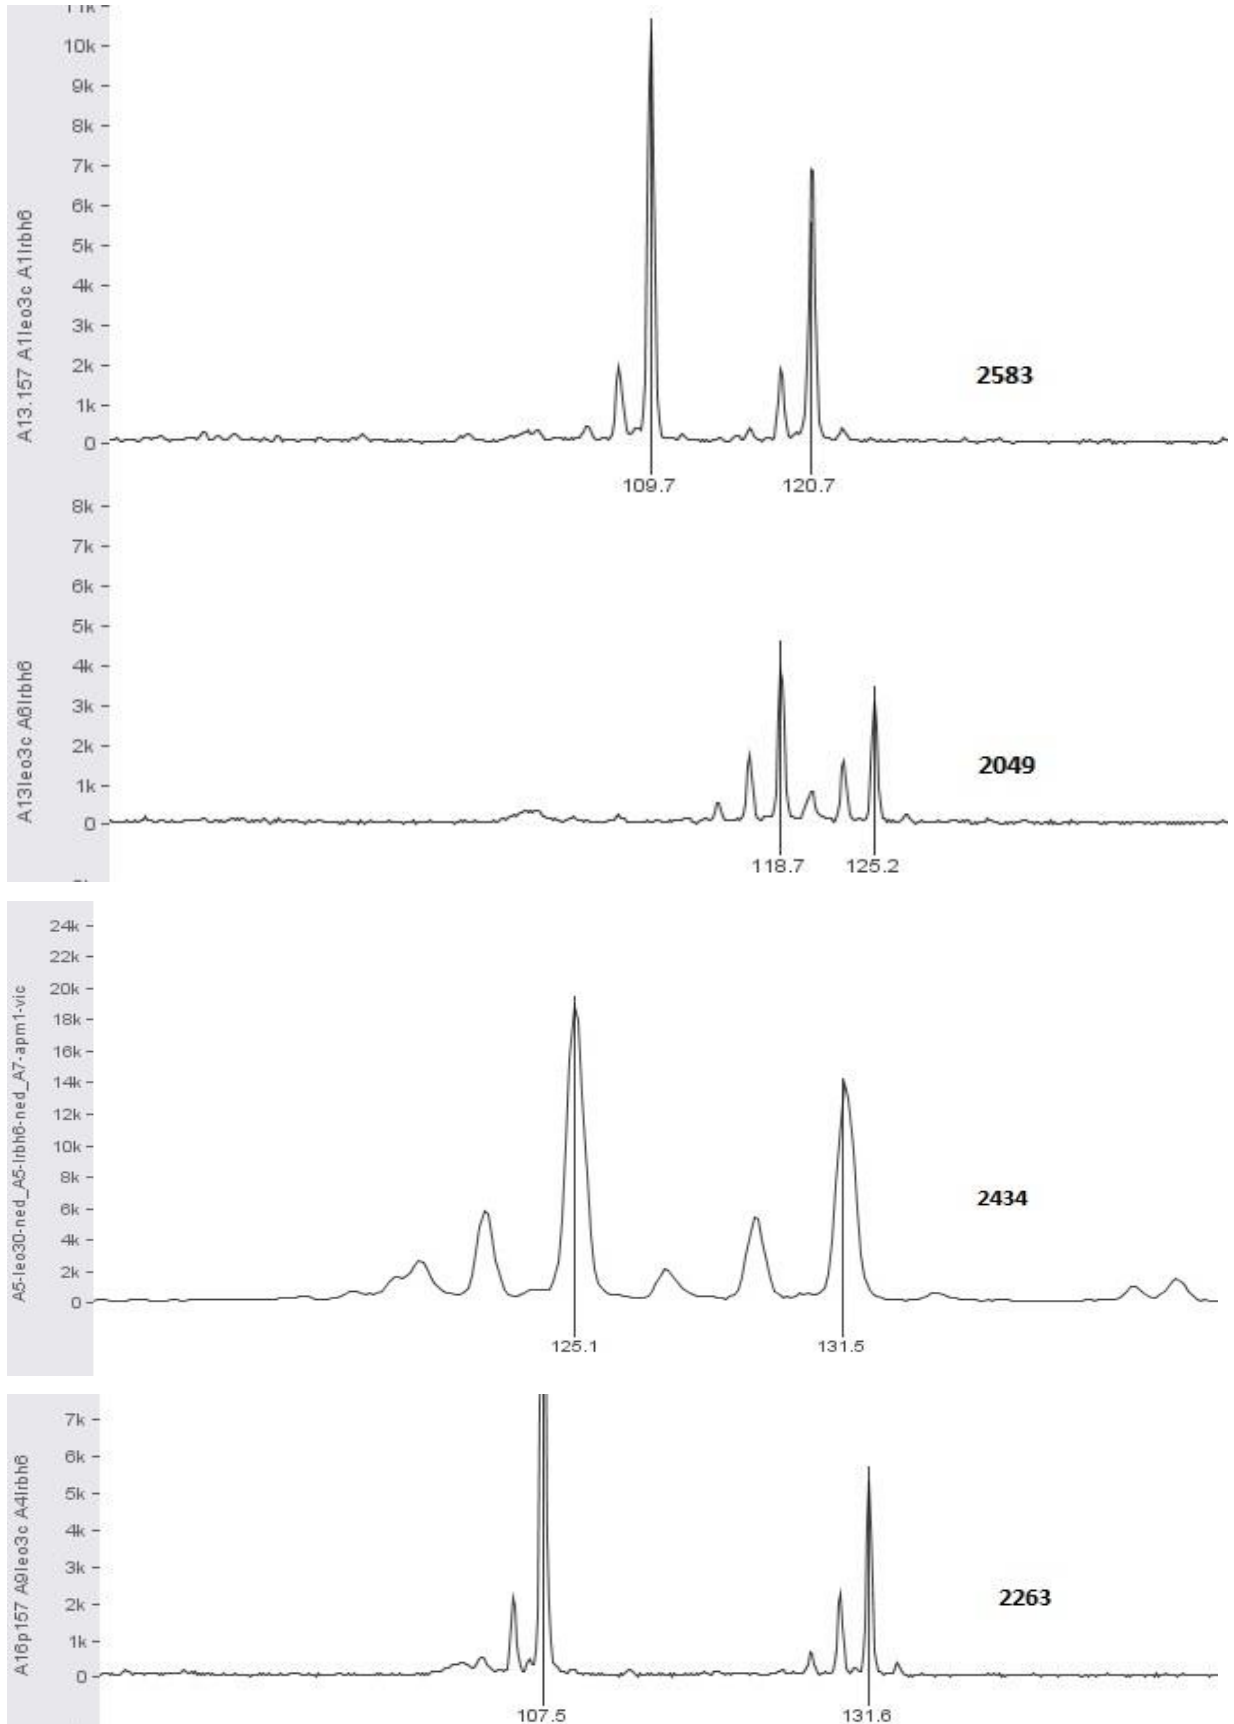 11k
10k
9k
8k
7k
6k
5k
4k
3k
2k
1k
0
A13.157 A1leo3c A1lrbh6
2583
109.7 120.7
8k
7k
6k
5k
4k
3k
2k
1k
0
A13leo3c A6lrbh6
2049
118.7 125.2
24k
22k
20k
18k
16k
14k
12k
10k
8k
6k
4k
2k
0
A5-leo30-ned_A5-lrbh6-ned_A7-apm1-vic
2434
125.1 131.5
7k
6k
5k
4k
3k
2k
1k
0
A16p157 A9leo3c A4lrbh6
2263
107.5 131.6